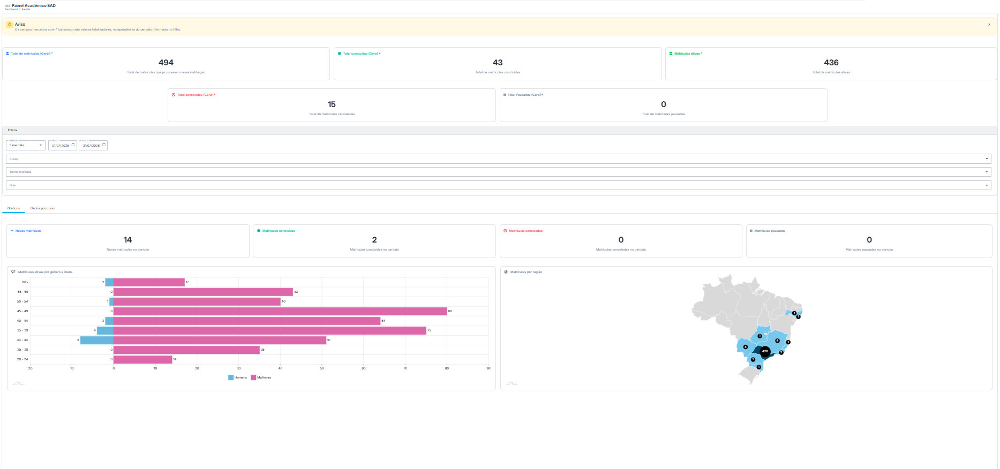 Painel Acadêmico EAD
Dashboard > Painéis
Aviso
Os campos marcados com * (asterisco) são valores totalizadores, independentes do período informado no filtro.
Total de matrículas (Geral) *
494
Total de matrículas que já cursaram nessa instituição
Total concluídas (Geral)*
43
Total de matrículas concluídas
Matrículas ativas *
436
Total de matrículas ativas
Total canceladas (Geral)*
15
Total de matrículas canceladas
Total Pausadas (Geral)*
0
Total de matrículas pausadas
Filtros
Período
Esse mês
Início *
01/07/2026
Fim *
31/07/2026
Curso
Turma montada
Grau
Gráficos
Dados por curso
Novas matrículas
14
Novas matrículas no período
Matrículas concluídas
2
Matrículas concluídas no período
Matrículas canceladas
0
Matrículas canceladas no período
Matrículas pausadas
0
Matrículas pausadas no período
Matrículas ativas por gênero e idade
60> 2 17
55 - 59 0 43
50 - 54 1 40
45 - 49 0 80
40 - 44 2 64
35 - 39 4 75
30 - 34 8 51
25 - 29 0 35
20 - 24 0 14
20 10 0 10 20 30 40 50 60 70 80 90
Homens Mulheres
Matrículas por região
1
1
1
4
1
4
420
2
1
1